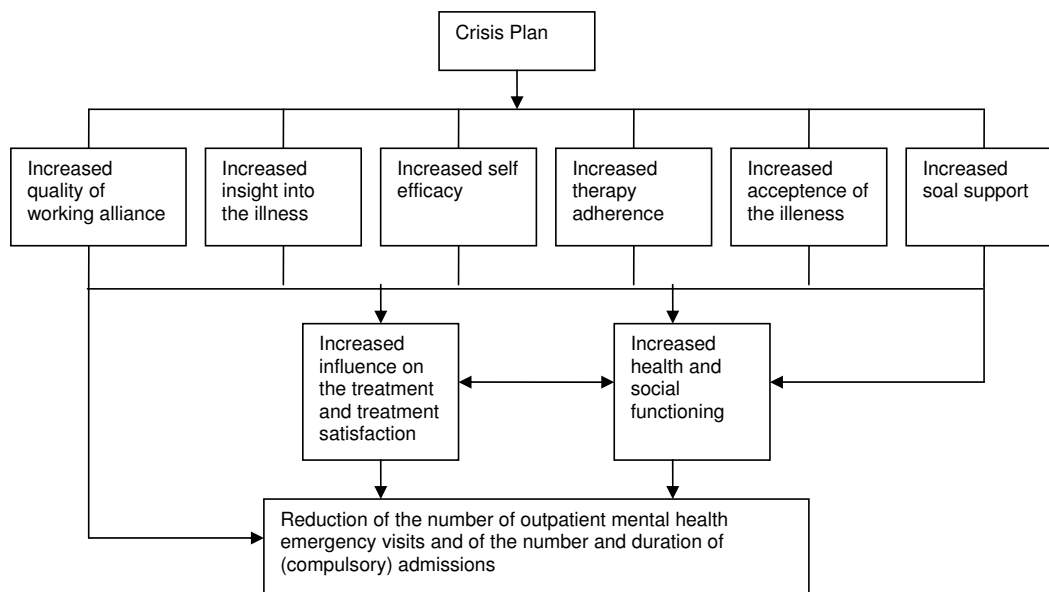 Crisis Plan
Increased
quality of
working alliance
Increased
insight into
the illness
Increased self
efficacy
Increased
therapy
adherence
Increased
acceptence of
the illeness
Increased
soal support
Increased
influence on
the treatment
and treatment
satisfaction
Increased
health and
social
functioning
Reduction of the number of outpatient mental health
emergency visits and of the number and duration of
(compulsory) admissions